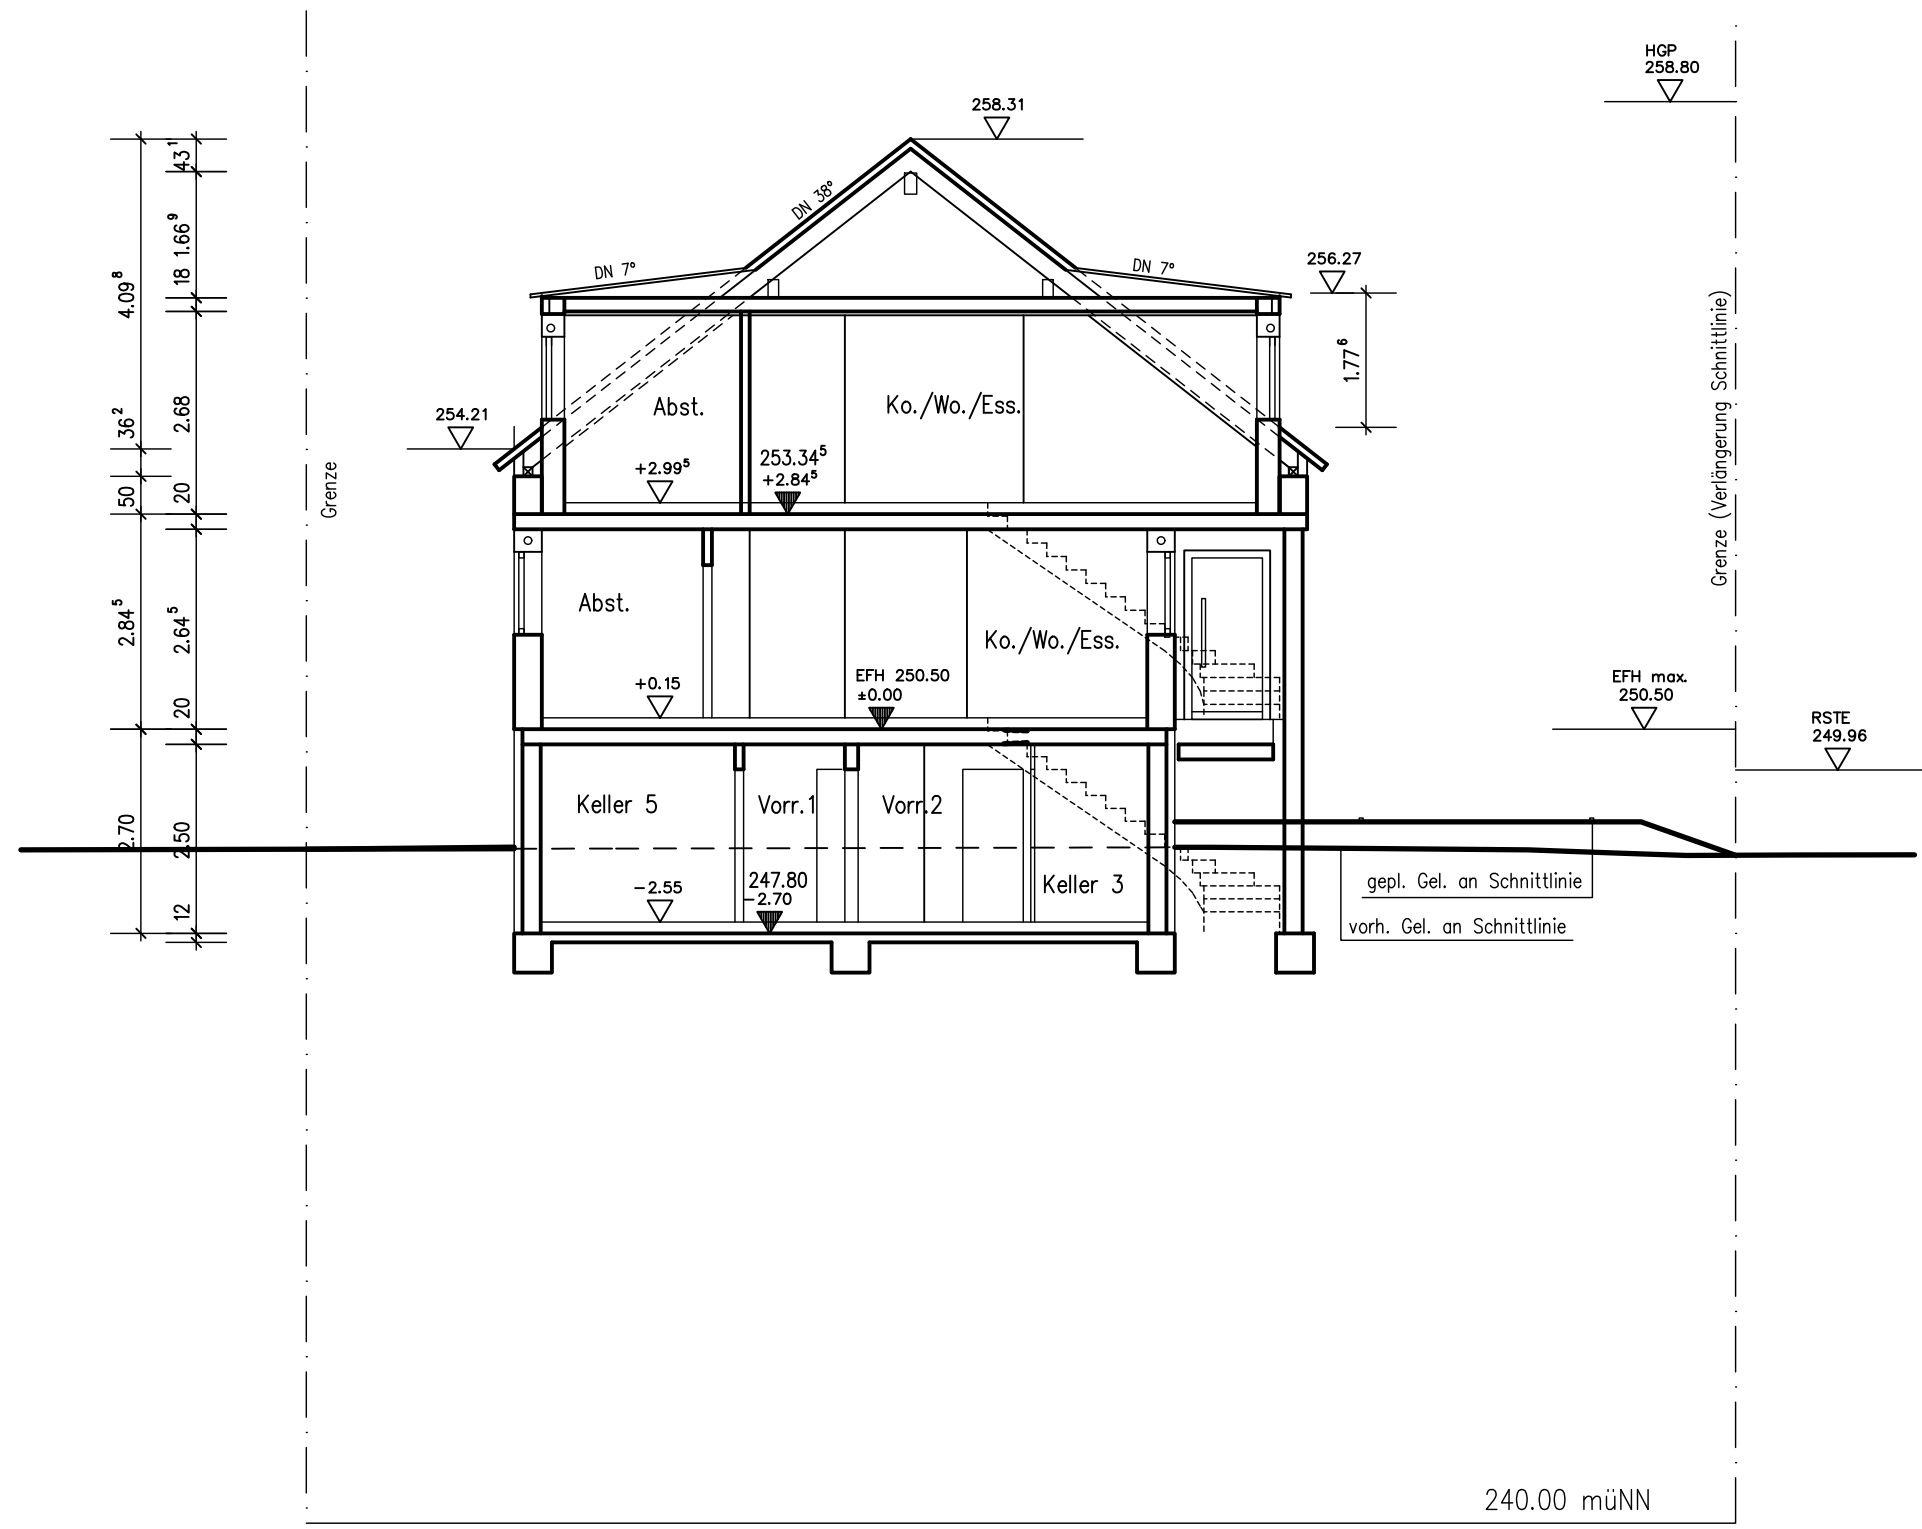 HGP
258.80
258.31
43¹
DN 38°
1.66⁹
18
4.09⁸
DN 7°
DN 7°
256.27
1.77⁶
Grenze (Verlängerung Schnittlinie)
36²
2.68
254.21
Abst.
Ko./Wo./Ess.
Grenze
50
20
+2.99⁵
253.34⁵
+2.84⁵
2.84⁵
2.64⁵
Abst.
Ko./Wo./Ess.
20
+0.15
EFH 250.50
±0.00
EFH max.
250.50
RSTE
249.96
2.70
2.50
Keller 5
Vorr.1
Vorr.2
12
-2.55
247.80
-2.70
Keller 3
gepl. Gel. an Schnittlinie
vorh. Gel. an Schnittlinie
240.00 müNN